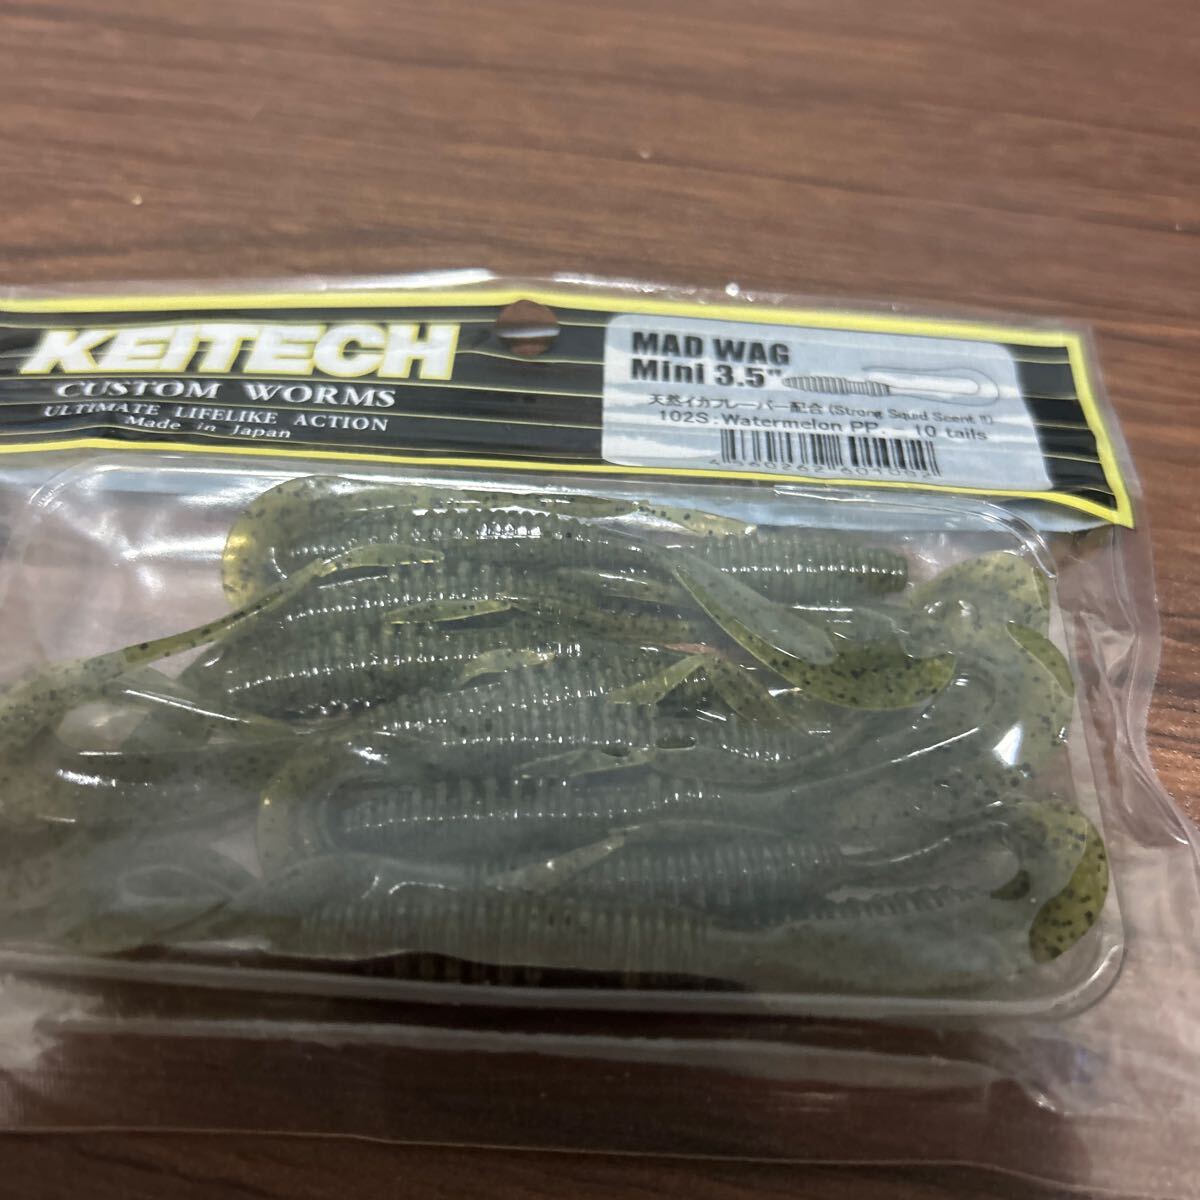 KEITECH
CUSTOM WORMS
ULTIMATE LIFELIKE ACTION
Made in Japan
MAD WAG
Mini 3.5"
天然イカフレーバー配合 (Strong Squid Scent !!)
102S. Watermelon PP. 10 tails